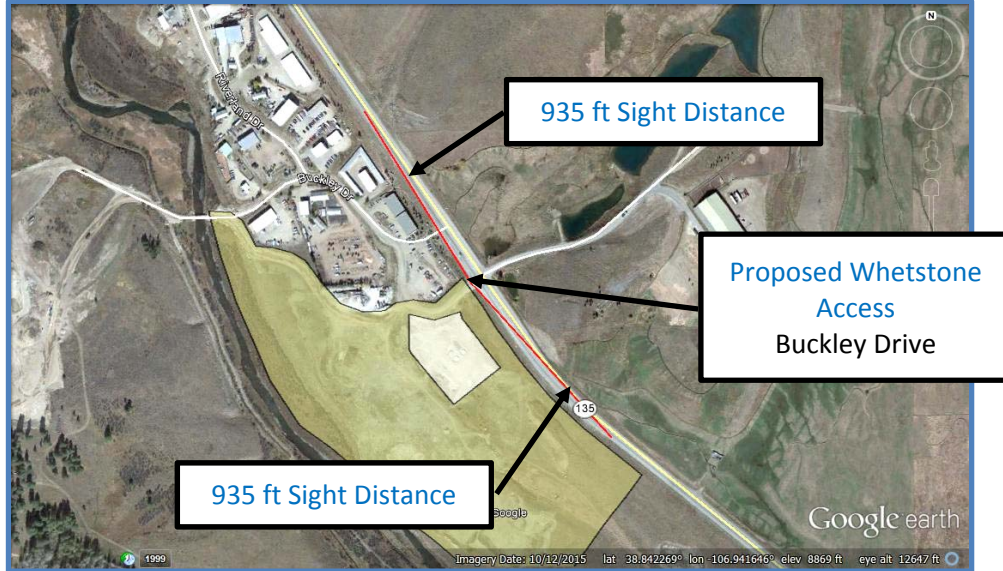 N
935 ft Sight Distance
Riverland Dr
Buckley Dr
Proposed Whetstone
Access
Buckley Drive
135
935 ft Sight Distance
Google
Google earth
1999
Imagery Date: 10/12/2015 lat 38.842269° lon -106.941646° elev 8869 ft eye alt 12647 ft